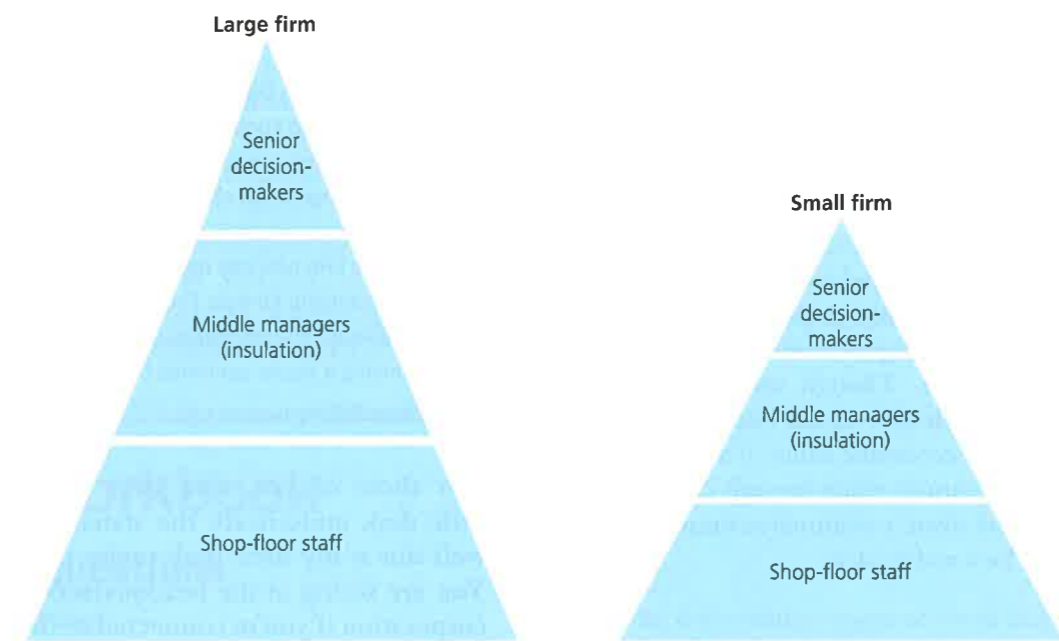 Large firm
Senior
decision-
makers
Middle managers
(insulation)
Shop-floor staff
Small firm
Senior
decision-
makers
Middle managers
(insulation)
Shop-floor staff